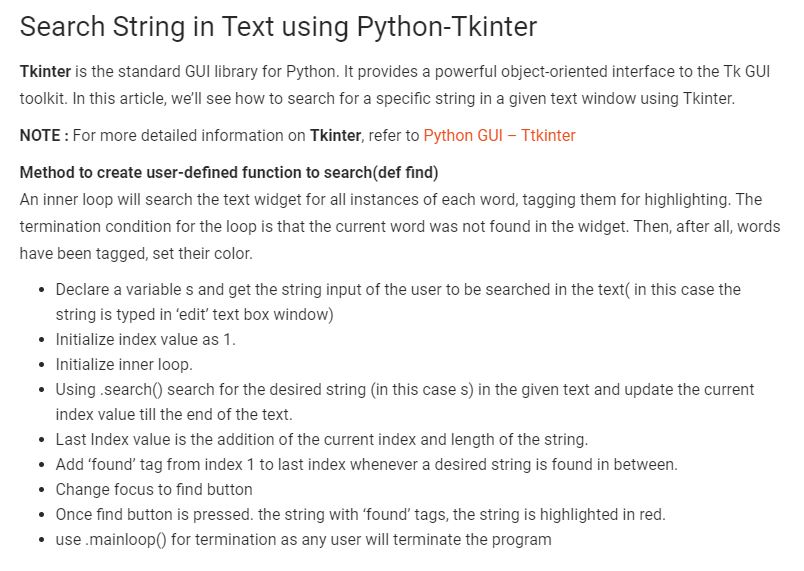 Search String in Text using Python-Tkinter
Tkinter is the standard GUI library for Python. It provides a powerful object-oriented interface to the Tk GUI
toolkit. In this article, we'll see how to search for a specific string in a given text window using Tkinter.
NOTE : For more detailed information on Tkinter, refer to Python GUI – Ttkinter
Method to create user-defined function to search(def find)
An inner loop will search the text widget for all instances of each word, tagging them for highlighting. The
termination condition for the loop is that the current word was not found in the widget. Then, after all, words
have been tagged, set their color.
• Declare a variable s and get the string input of the user to be searched in the text( in this case the
string is typed in 'edit' text box window)
• Initialize index value as 1.
• Initialize inner loop.
• Using .search() search for the desired string (in this case s) in the given text and update the current
index value till the end of the text.
• Last Index value is the addition of the current index and length of the string.
• Add 'found' tag from index 1 to last index whenever a desired string is found in between.
• Change focus to find button
• Once find button is pressed. the string with 'found' tags, the string is highlighted in red.
• use .mainloop() for termination as any user will terminate the program